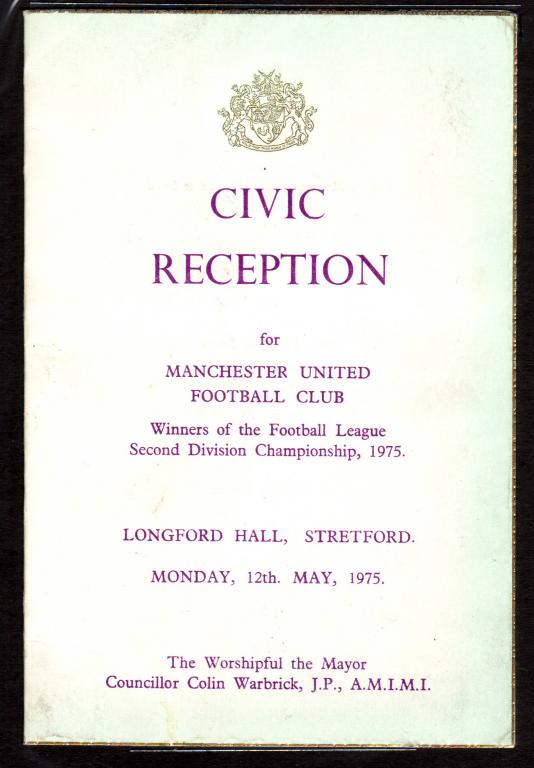 CIVIC
RECEPTION
for
MANCHESTER UNITED
FOOTBALL CLUB
Winners of the Football League
Second Division Championship, 1975.
LONGFORD HALL, STRETFORD.
MONDAY, 12th. MAY, 1975.
The Worshipful the Mayor
Councillor Colin Warbrick, J.P., A.M.I.M.I.